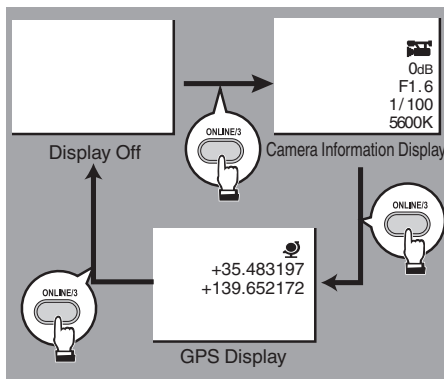 0dB
F1.6
1/100
5600K
ONLINE/3
Display Off
Camera Information Display
ONLINE/3
+35.483197
+139.652172
ONLINE/3
GPS Display